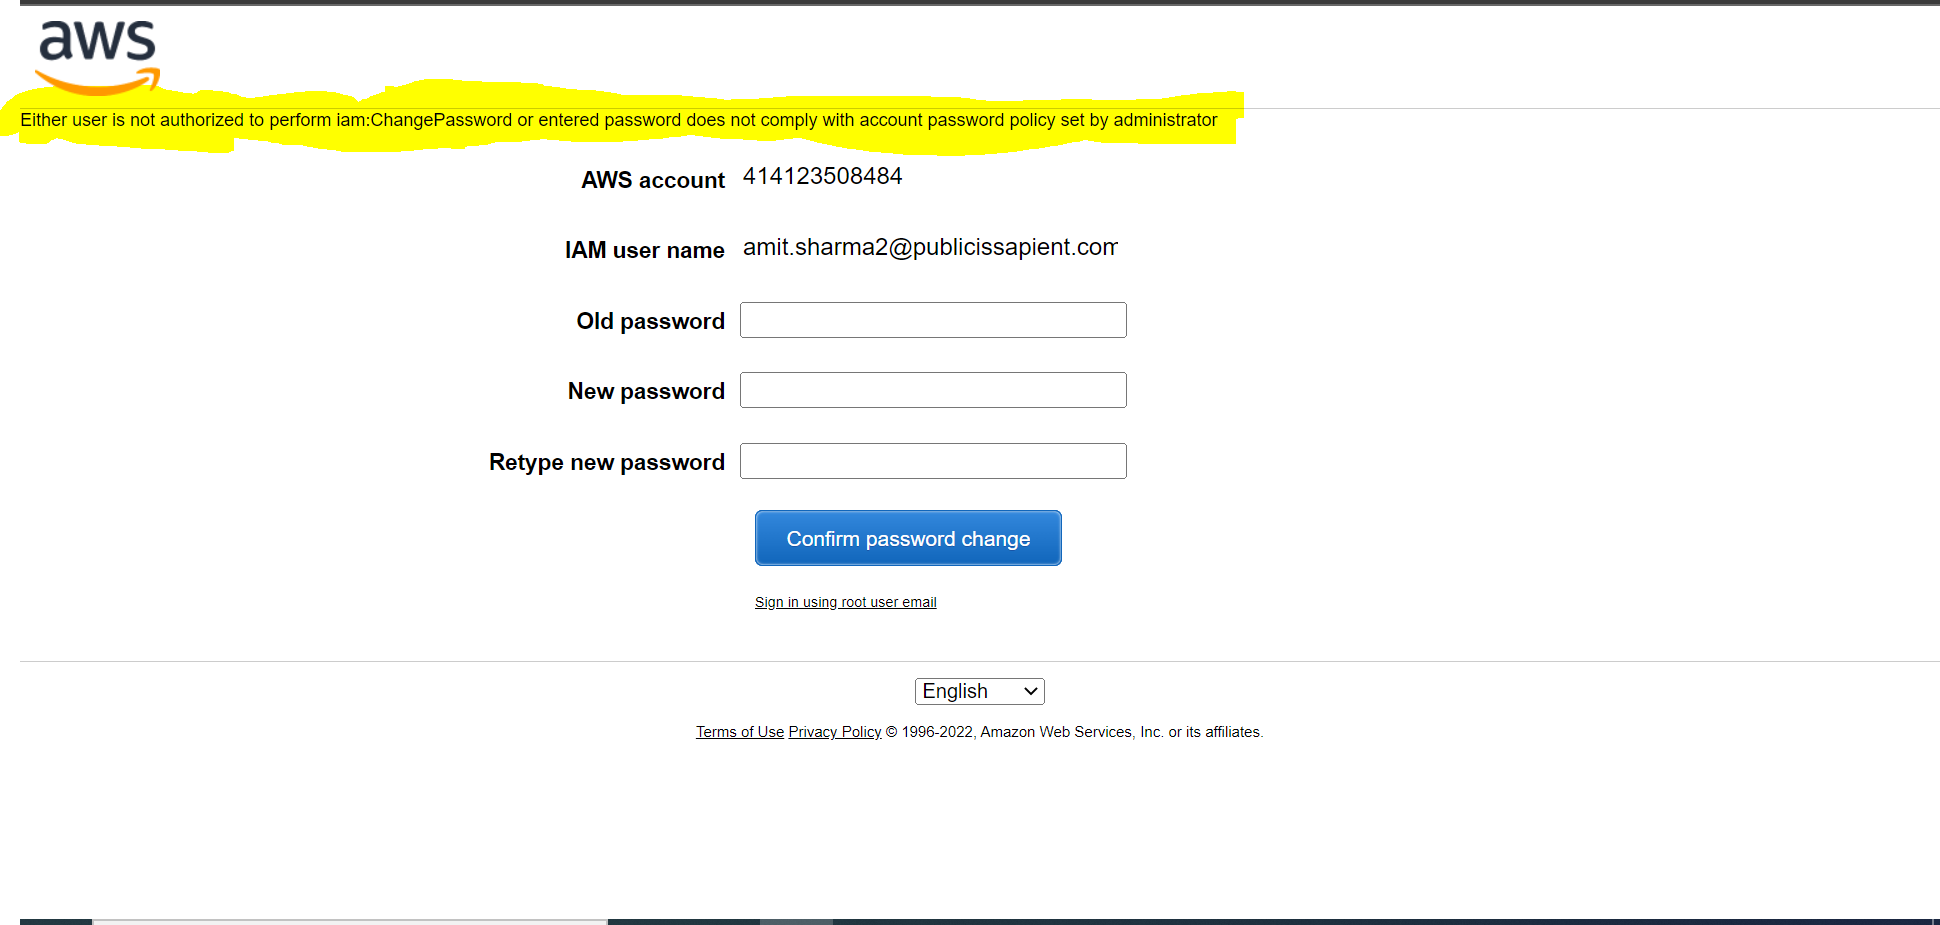 aws
Either user is not authorized to perform iam:ChangePassword or entered password does not comply with account password policy set by administrator
AWS account 414123508484
IAM user name amit.sharma2@publicissapient.com
Old password
New password
Retype new password
Confirm password change
Sign in using root user email
English
Terms of Use Privacy Policy © 1996-2022, Amazon Web Services, Inc. or its affiliates.